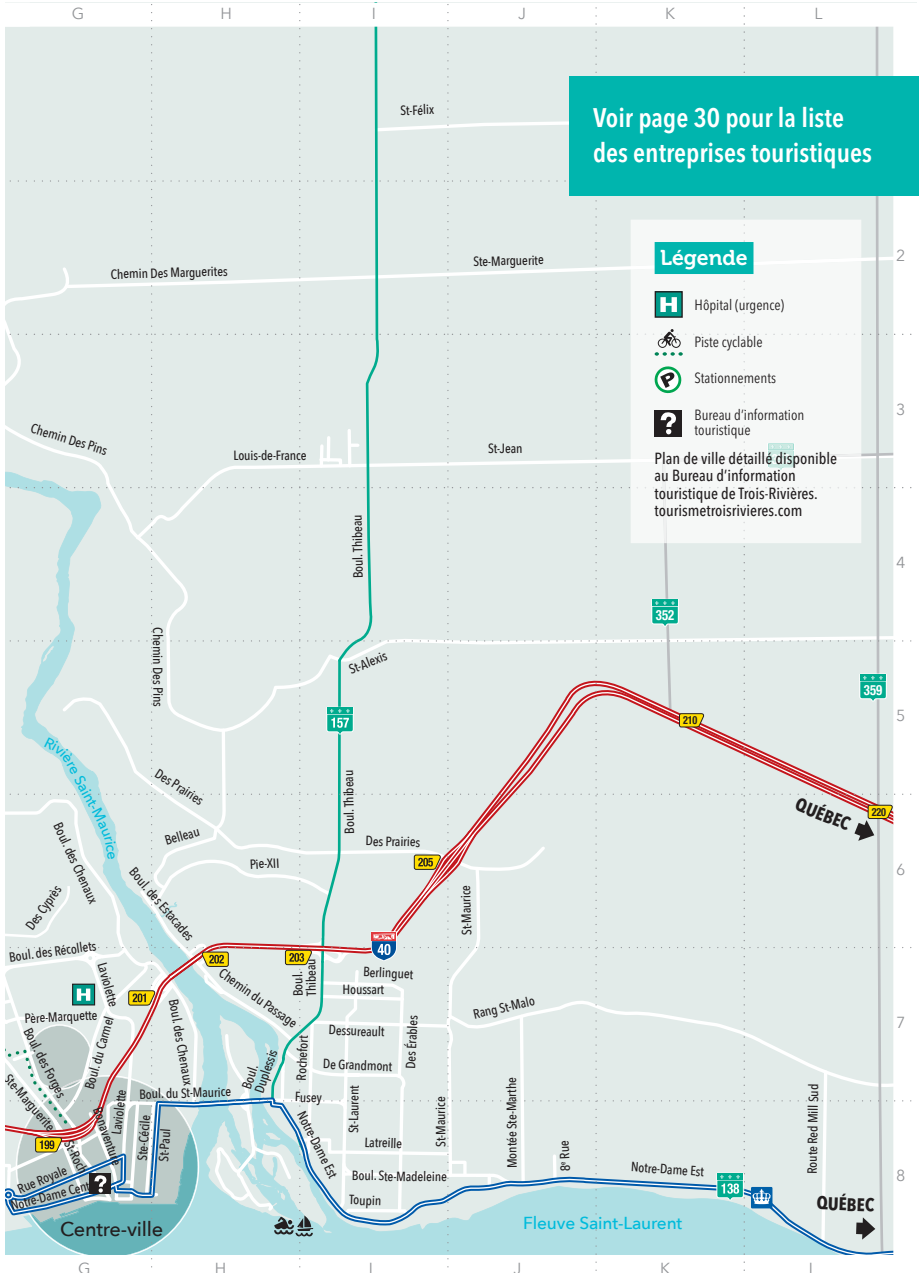 G H I J K L
St-Félix
Voir page 30 pour la liste
des entreprises touristiques
2
Ste-Marguerite
Chemin Des Marguerites
Légende
H Hôpital (urgence)
Piste cyclable
P Stationnements
? Bureau d'information
touristique
Plan de ville détaillé disponible
au Bureau d'information
touristique de Trois-Rivières.
tourismetroisrivieres.com
3
Chemin Des Pins
Louis-de-France
St-Jean
Boul. Thibeau
4
352
Chemin Des Pins
St-Alexis
359
157
210
5
Rivière Saint-Maurice
Des Prairies
Boul. Thibeau
QUÉBEC
220
Belleau
Des Prairies
205
Pie-XII
6
Boul. des Chenaux
Des Cyprès
Boul. des Estacades
St-Maurice
Boul. des Récollets
202
203
40
Laviolette
Boul.
Thibeau
Berlinguet
H
201
Chemin du Passage
Houssart
Père-Marquette
Rang St-Malo
7
Boul. des Forges
Boul. du Carmel
Boul. des Chenaux
Dessureault
Des Érables
Rochefort
De Grandmont
Boul.
Duplessis
Ste-Marguerite
Boul. du St-Maurice
Fusey
St-Laurent
St-Maurice
Montée Ste-Marthe
Route Red Mill Sud
Laviolette
Bonaventure
Ste-Cécile
St-Paul
Notre-Dame Est
199
St-Roch
Latreille
8e Rue
Notre-Dame Est
8
Rue Royale
?
Boul. Ste-Madeleine
138
Notre-Dame Cent
Toupin
QUÉBEC
Centre-ville
Fleuve Saint-Laurent
G H I J K L